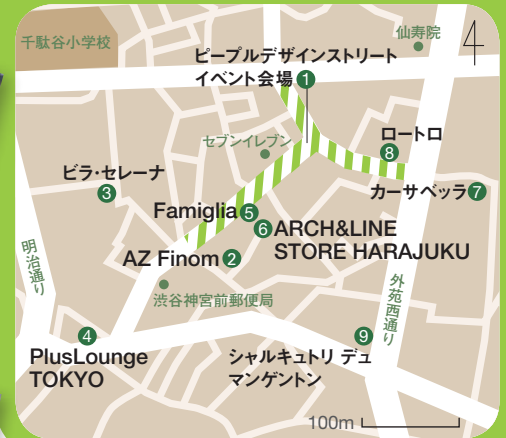 千駄谷小学校
仙寿院
ピープルデザインストリート
イベント会場 1
セブンイレブン
ロートロ
8
ビラ・セレーナ
3
カーサベッラ 7
Famiglia 5
6 ARCH&LINE
STORE HARAJUKU
明治通り
AZ Finom 2
外苑西通り
渋谷神宮前郵便局
4
PlusLounge
TOKYO
9
シャルキュトリ デュ
マンゲントン
100m